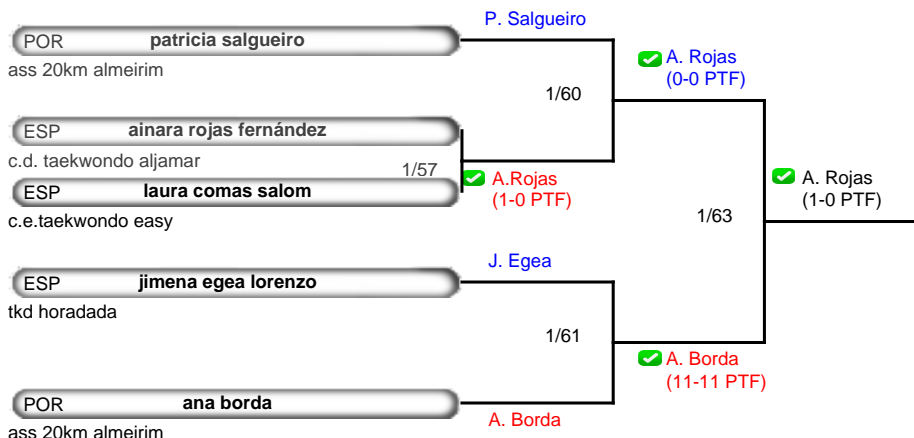 P. Salgueiro
POR patricia salgueiro
ass 20km almeirim
A. Rojas
(0-0 PTF)
1/60
ESP ainara rojas fernández
c.d. taekwondo aljamar
1/57
A.Rojas
(1-0 PTF)
ESP laura comas salom
c.e.taekwondo easy
A. Rojas
(1-0 PTF)
1/63
J. Egea
ESP jimena egea lorenzo
tkd horadada
1/61
A. Borda
(11-11 PTF)
POR ana borda
A. Borda
ass 20km almeirim